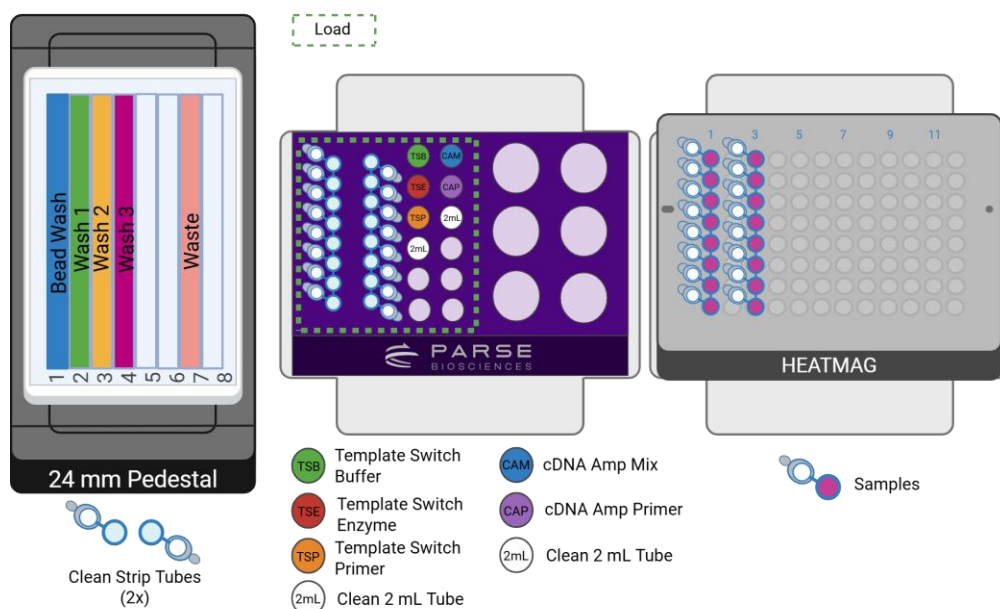 Load
Bead Wash
Wash 1
Wash 2
Wash 3
Waste
1 2 3 4 5 6 7 8
24 mm Pedestal
Clean Strip Tubes
(2x)
TSB CAM
TSE CAP
TSP 2mL
2mL
PARSE
BIOSCIENCES
1 3 5 7 9 11
HEATMAG
TSB Template Switch
Buffer
TSE Template Switch
Enzyme
TSP Template Switch
Primer
2mL Clean 2 mL Tube
CAM cDNA Amp Mix
CAP cDNA Amp Primer
2mL Clean 2 mL Tube
Samples